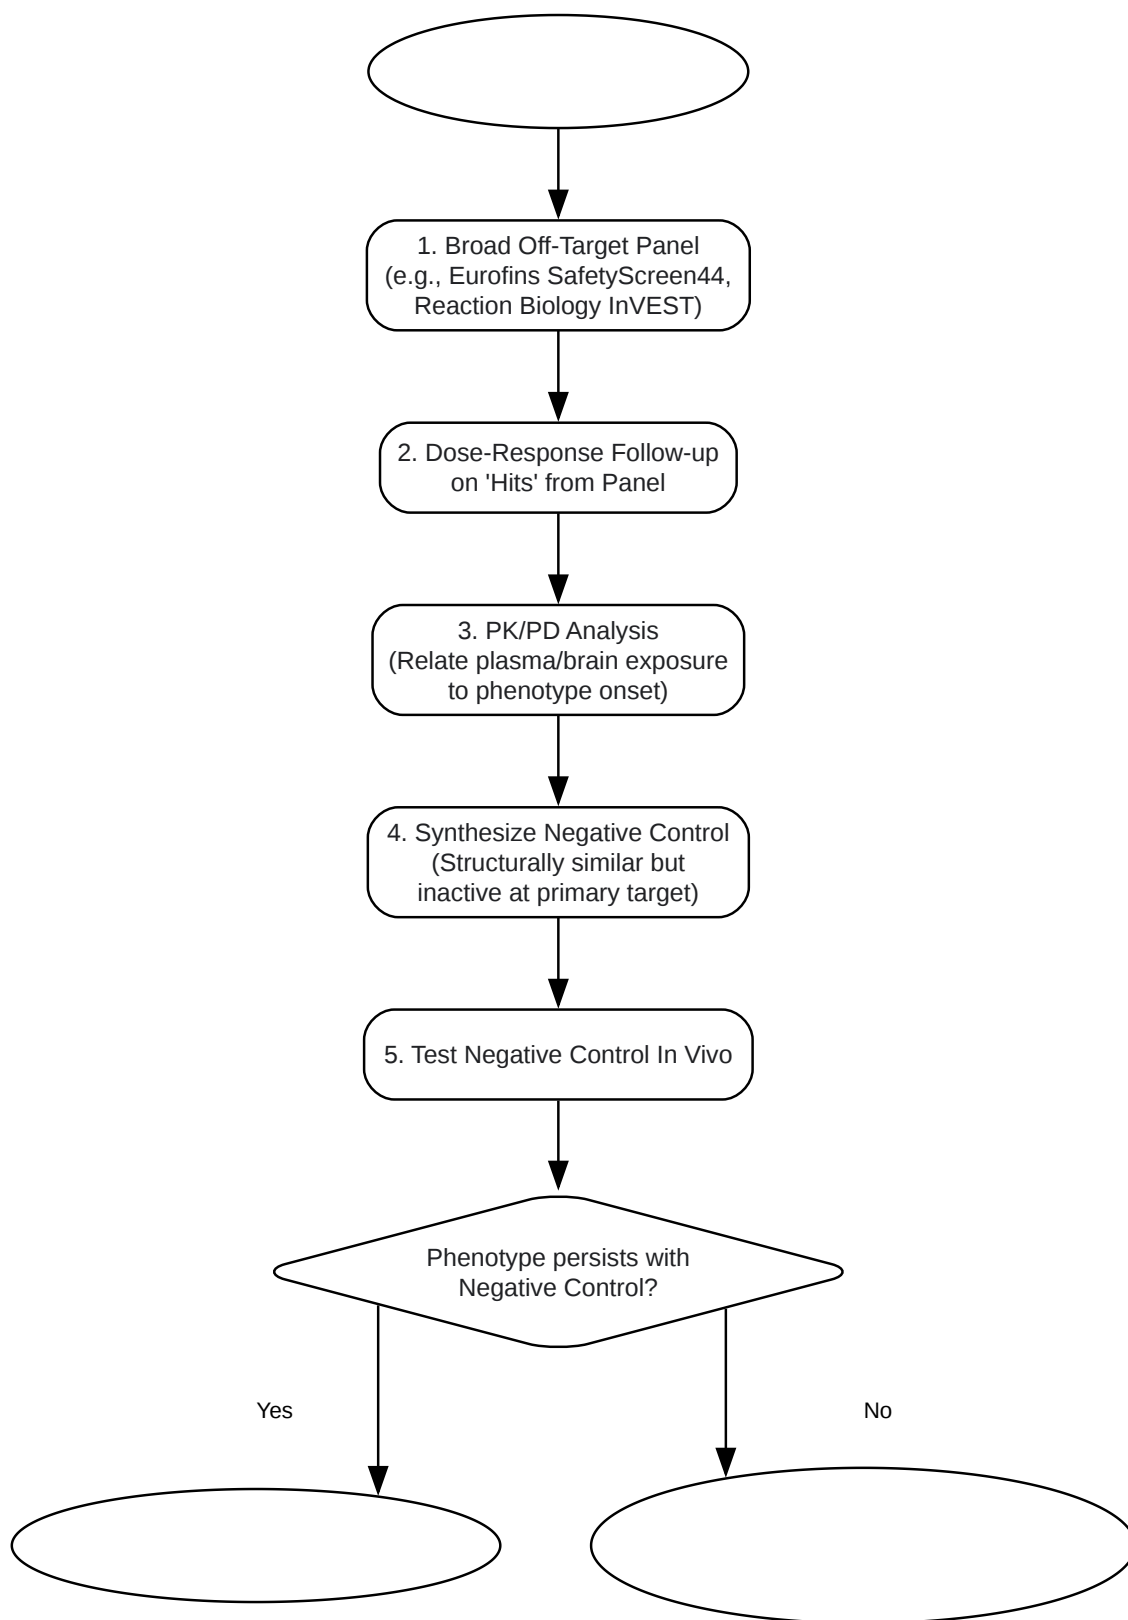 1. Broad Off-Target Panel
(e.g., Eurofins SafetyScreen44,
Reaction Biology InVEST)
2. Dose-Response Follow-up
on 'Hits' from Panel
3. PK/PD Analysis
(Relate plasma/brain exposure
to phenotype onset)
4. Synthesize Negative Control
(Structurally similar but
inactive at primary target)
5. Test Negative Control In Vivo
Phenotype persists with
Negative Control?
Yes
No